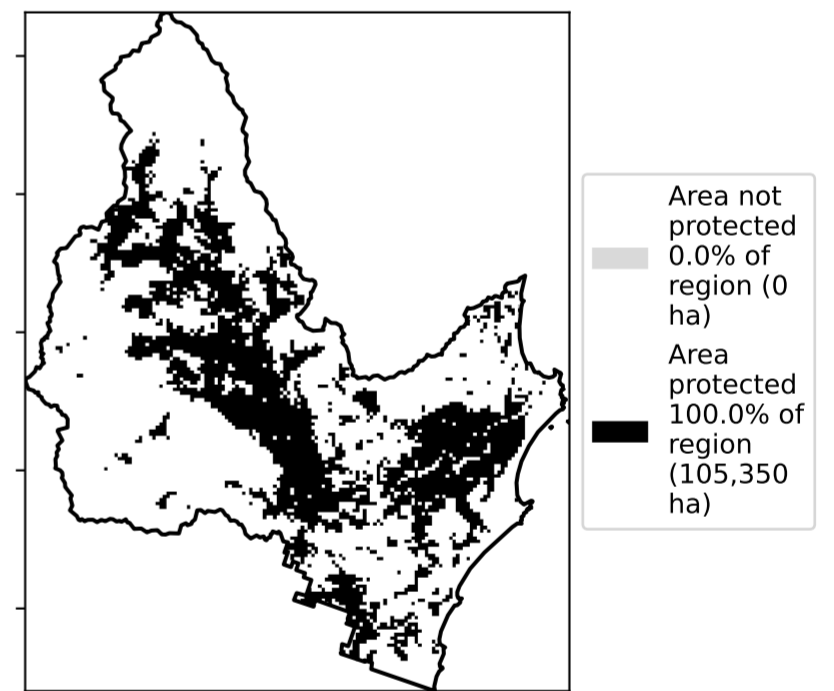 Area not
protected
0.0% of
region (0
ha)
Area
protected
100.0% of
region
(105,350
ha)